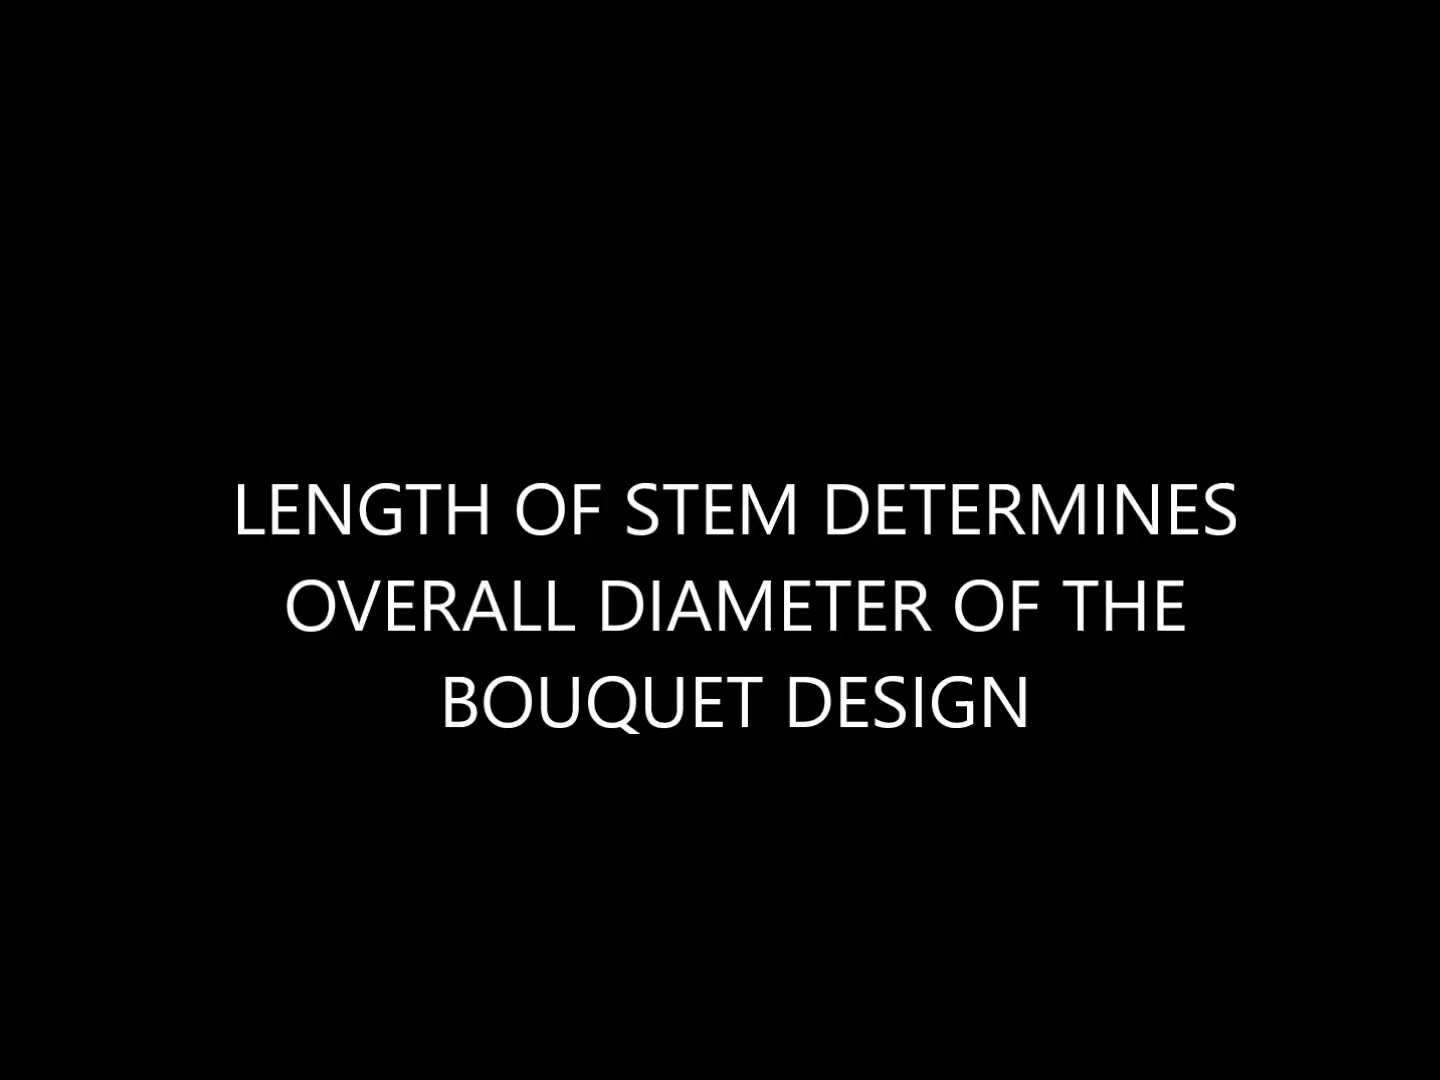 LENGTH OF STEM DETERMINES
OVERALL DIAMETER OF THE
BOUQUET DESIGN